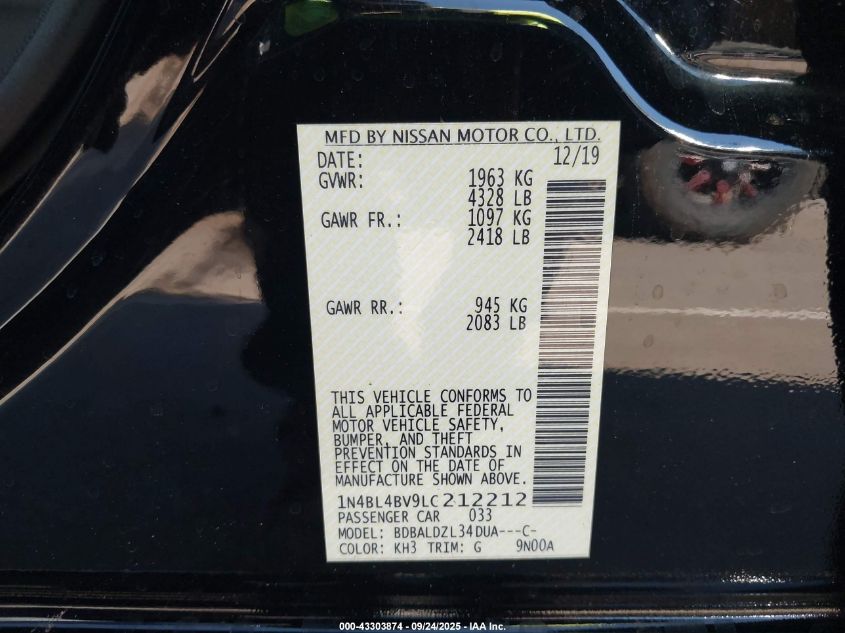 MFD BY NISSAN MOTOR CO., LTD.
DATE: 12/19
GVWR: 1963 KG
4328 LB
GAWR FR.: 1097 KG
2418 LB
GAWR RR.: 945 KG
2083 LB
THIS VEHICLE CONFORMS TO
ALL APPLICABLE FEDERAL
MOTOR VEHICLE SAFETY,
BUMPER, AND THEFT
PREVENTION STANDARDS IN
EFFECT ON THE DATE OF
MANUFACTURE SHOWN ABOVE.
1N4BL4BV9LC212212
PASSENGER CAR 033
MODEL: BDBALDZL34DUA---C-
COLOR: KH3 TRIM: G 9N00A
000-43303874 - 09/24/2025 - IAA Inc.